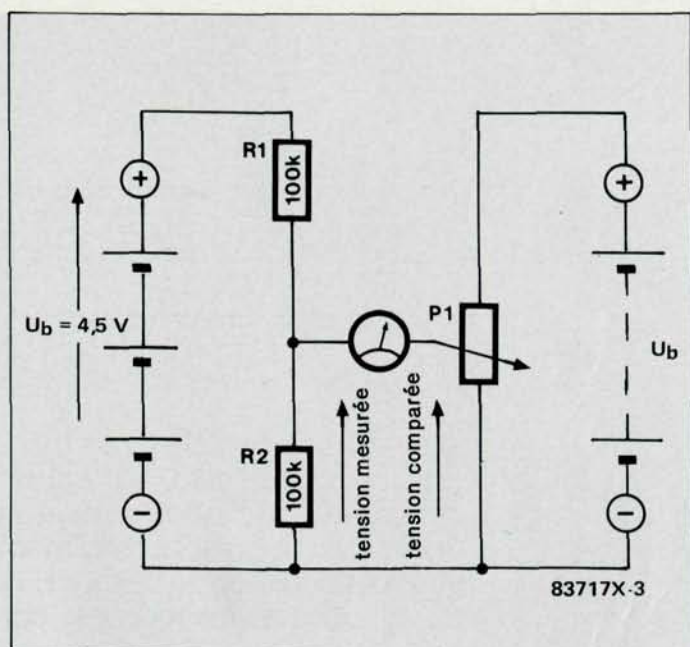 R1
100k
+
+
P1
Ub = 4,5 V
Ub
R2
100k
tension mesurée
tension comparée
−
−
83717X-3